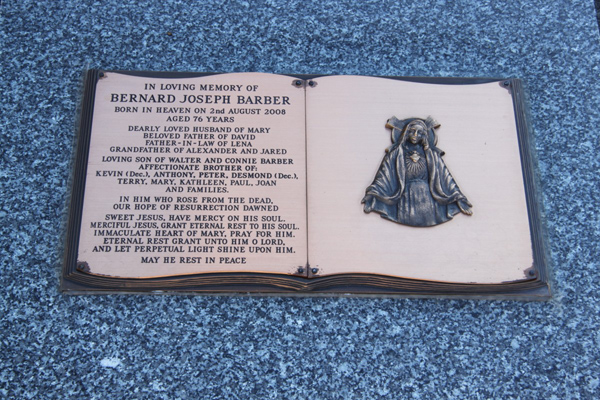 IN LOVING MEMORY OF
BERNARD JOSEPH BARBER
BORN IN HEAVEN ON 2nd AUGUST 2008
AGED 76 YEARS
DEARLY LOVED HUSBAND OF MARY
BELOVED FATHER OF DAVID
FATHER-IN-LAW OF LENA
GRANDFATHER OF ALEXANDER AND JARED
LOVING SON OF WALTER AND CONNIE BARBER
AFFECTIONATE BROTHER OF:
KEVIN (Dec.), ANTHONY, PETER, DESMOND (Dec.),
TERRY, MARY, KATHLEEN, PAUL, JOAN
AND FAMILIES.
IN HIM WHO ROSE FROM THE DEAD,
OUR HOPE OF RESURRECTION DAWNED
SWEET JESUS, HAVE MERCY ON HIS SOUL.
MERCIFUL JESUS, GRANT ETERNAL REST TO HIS SOUL.
IMMACULATE HEART OF MARY, PRAY FOR HIM.
ETERNAL REST GRANT UNTO HIM O LORD,
AND LET PERPETUAL LIGHT SHINE UPON HIM.
MAY HE REST IN PEACE